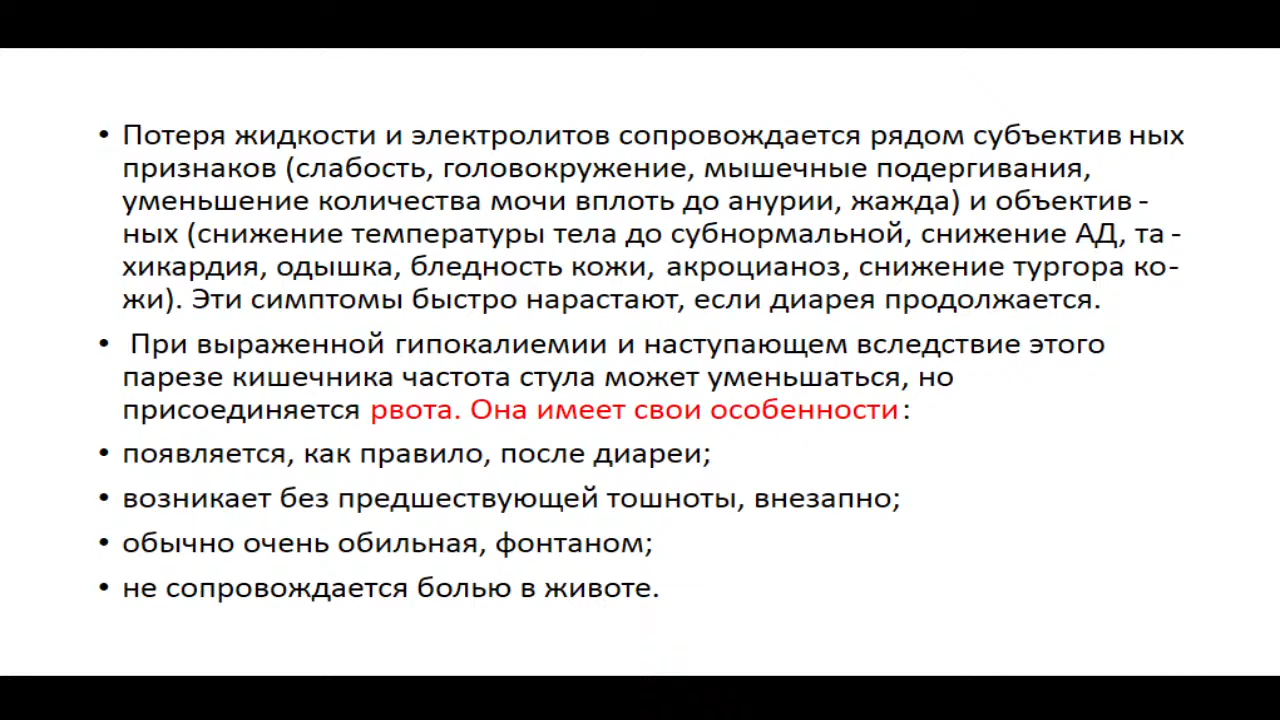 • Потеря жидкости и электролитов сопровождается рядом субъектив ных
признаков (слабость, головокружение, мышечные подергивания,
уменьшение количества мочи вплоть до анурии, жажда) и объектив -
ных (снижение температуры тела до субнормальной, снижение АД, та -
хикардия, одышка, бледность кожи, акроцианоз, снижение тургора ко-
жи). Эти симптомы быстро нарастают, если диарея продолжается.
• При выраженной гипокалиемии и наступающем вследствие этого
парезе кишечника частота стула может уменьшаться, но
присоединяется рвота. Она имеет свои особенности:
• появляется, как правило, после диареи;
• возникает без предшествующей тошноты, внезапно;
• обычно очень обильная, фонтаном;
• не сопровождается болью в животе.